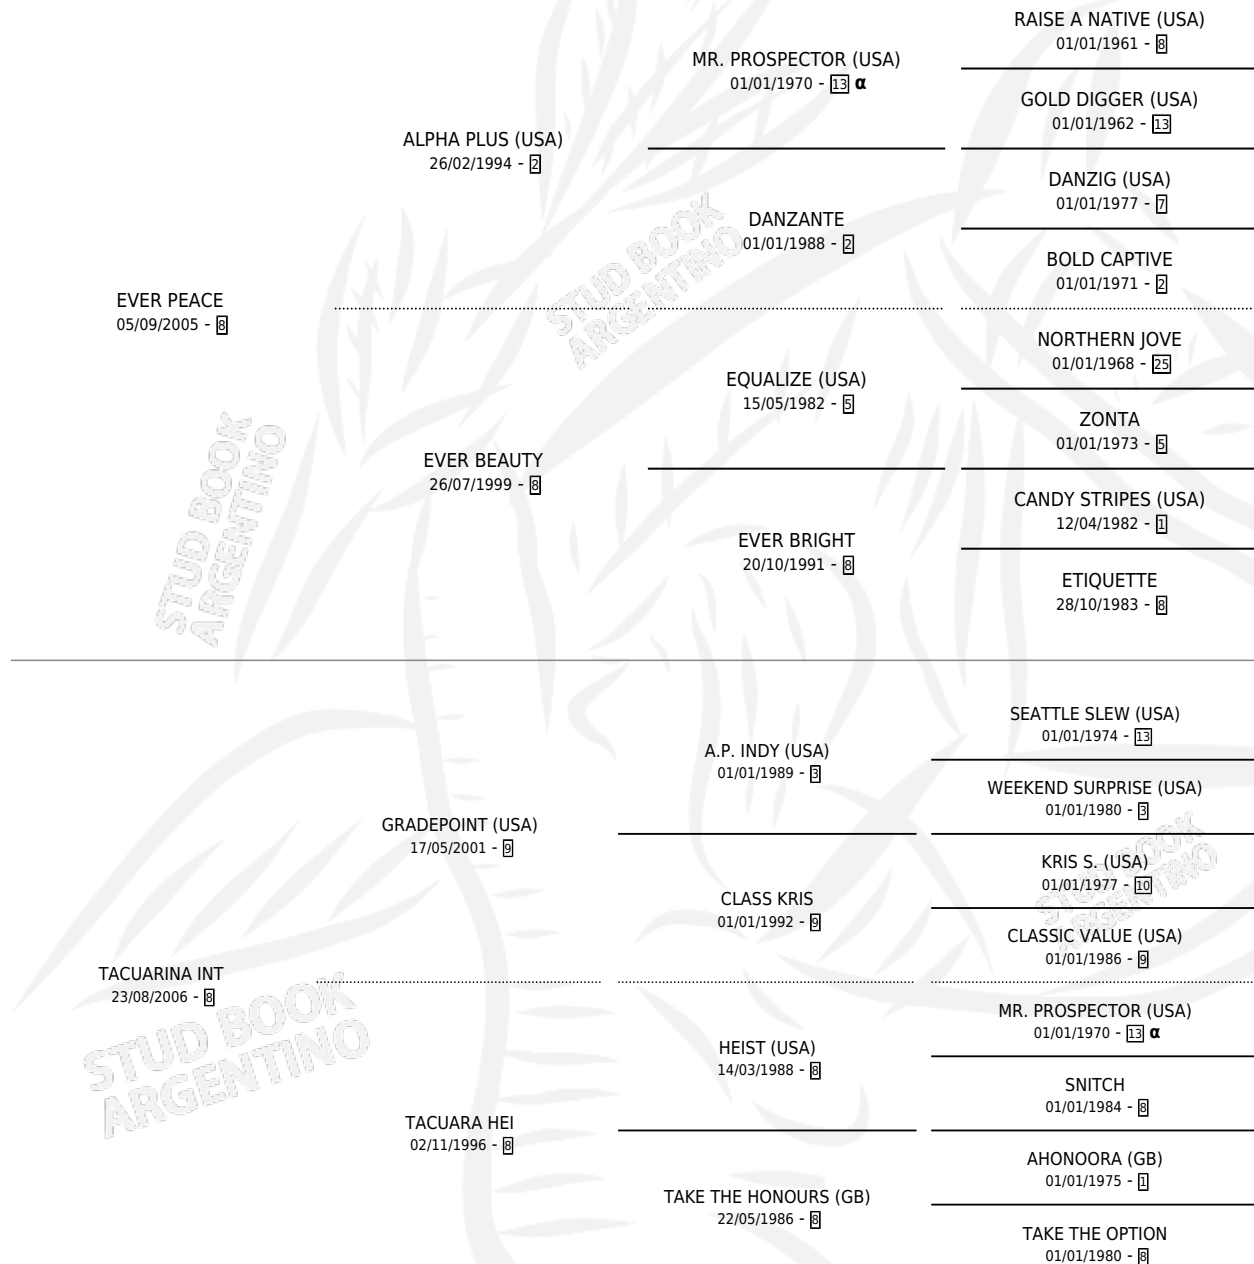 RAISE A NATIVE (USA)
01/01/1961 - 8
MR. PROSPECTOR (USA)
01/01/1970 - 13 α
GOLD DIGGER (USA)
01/01/1962 - 13
ALPHA PLUS (USA)
26/02/1994 - 2
DANZIG (USA)
01/01/1977 - 7
DANZANTE
01/01/1988 - 2
BOLD CAPTIVE
01/01/1971 - 2
EVER PEACE
05/09/2005 - 8
NORTHERN JOVE
01/01/1968 - 25
EQUALIZE (USA)
15/05/1982 - 5
ZONTA
01/01/1973 - 5
EVER BEAUTY
26/07/1999 - 8
CANDY STRIPES (USA)
12/04/1982 - 1
EVER BRIGHT
20/10/1991 - 8
ETIQUETTE
28/10/1983 - 8
SEATTLE SLEW (USA)
01/01/1974 - 13
A.P. INDY (USA)
01/01/1989 - 3
WEEKEND SURPRISE (USA)
01/01/1980 - 3
GRADEPOINT (USA)
17/05/2001 - 9
KRIS S. (USA)
01/01/1977 - 10
CLASS KRIS
01/01/1992 - 9
CLASSIC VALUE (USA)
01/01/1986 - 9
TACUARINA INT
23/08/2006 - 8
MR. PROSPECTOR (USA)
01/01/1970 - 13 α
HEIST (USA)
14/03/1988 - 8
SNITCH
01/01/1984 - 8
TACUARA HEI
02/11/1996 - 8
AHONOORA (GB)
01/01/1975 - 1
TAKE THE HONOURS (GB)
22/05/1986 - 8
TAKE THE OPTION
01/01/1980 - 8
STUD BOOK
ARGENTINO
STUD BOOK
ARGENTINO
STUD BOOK
ARGENTINO
STUD BOOK
ARGENTINO